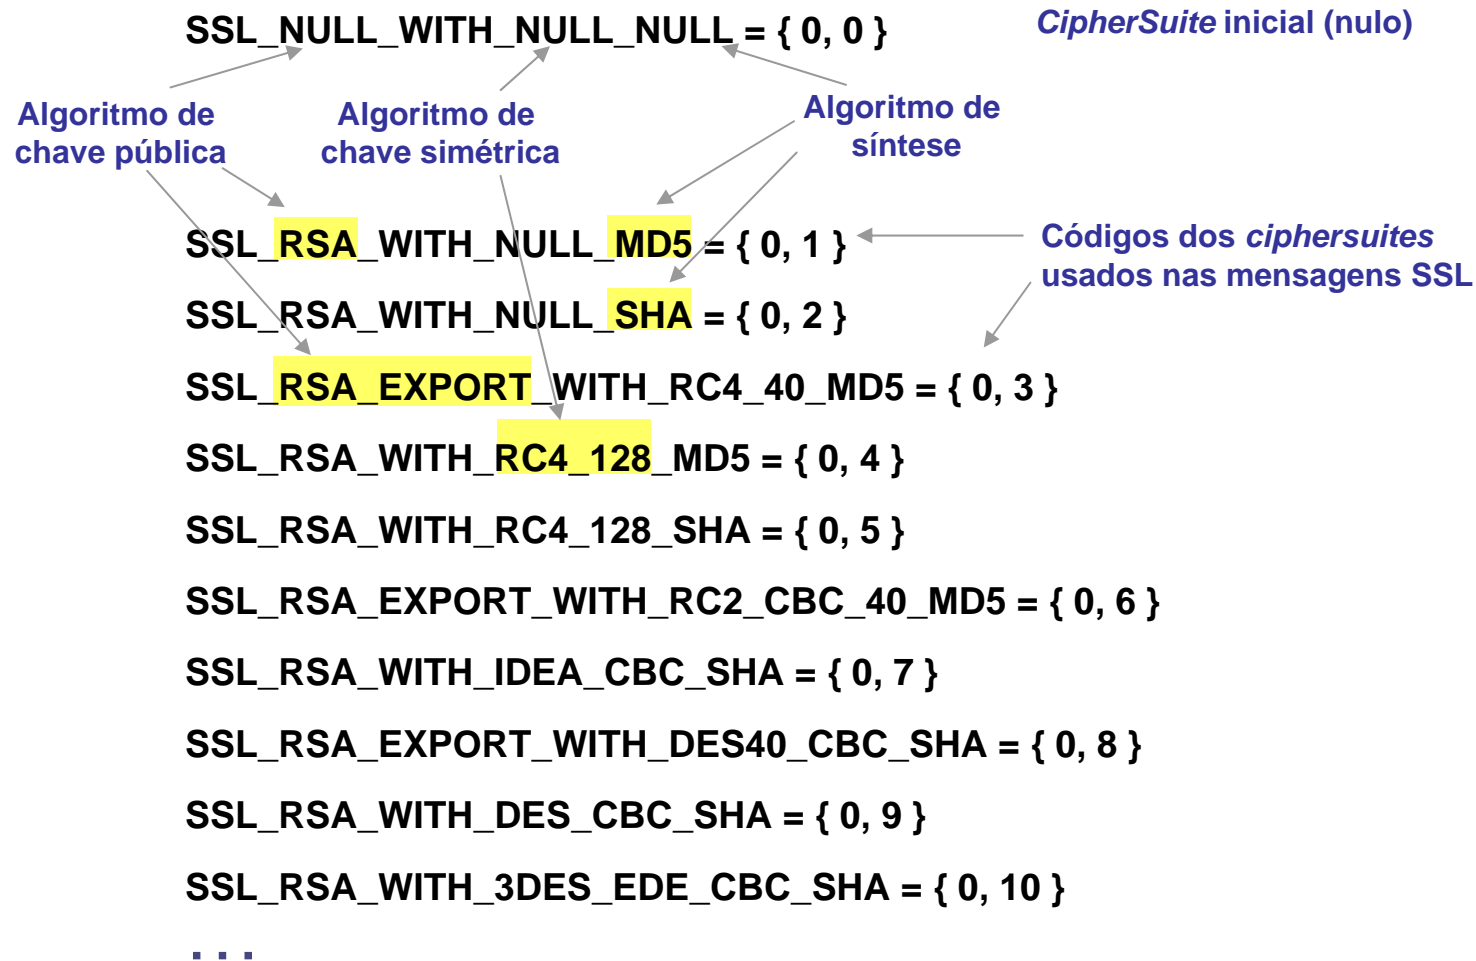 SSL_NULL_WITH_NULL_NULL = { 0, 0 }
CipherSuite inicial (nulo)
Algoritmo de
chave pública
Algoritmo de
chave simétrica
Algoritmo de
síntese
SSL_RSA_WITH_NULL_MD5 = { 0, 1 }
Códigos dos ciphersuites
usados nas mensagens SSL
SSL_RSA_WITH_NULL_SHA = { 0, 2 }
SSL_RSA_EXPORT_WITH_RC4_40_MD5 = { 0, 3 }
SSL_RSA_WITH_RC4_128_MD5 = { 0, 4 }
SSL_RSA_WITH_RC4_128_SHA = { 0, 5 }
SSL_RSA_EXPORT_WITH_RC2_CBC_40_MD5 = { 0, 6 }
SSL_RSA_WITH_IDEA_CBC_SHA = { 0, 7 }
SSL_RSA_EXPORT_WITH_DES40_CBC_SHA = { 0, 8 }
SSL_RSA_WITH_DES_CBC_SHA = { 0, 9 }
SSL_RSA_WITH_3DES_EDE_CBC_SHA = { 0, 10 }
. . .